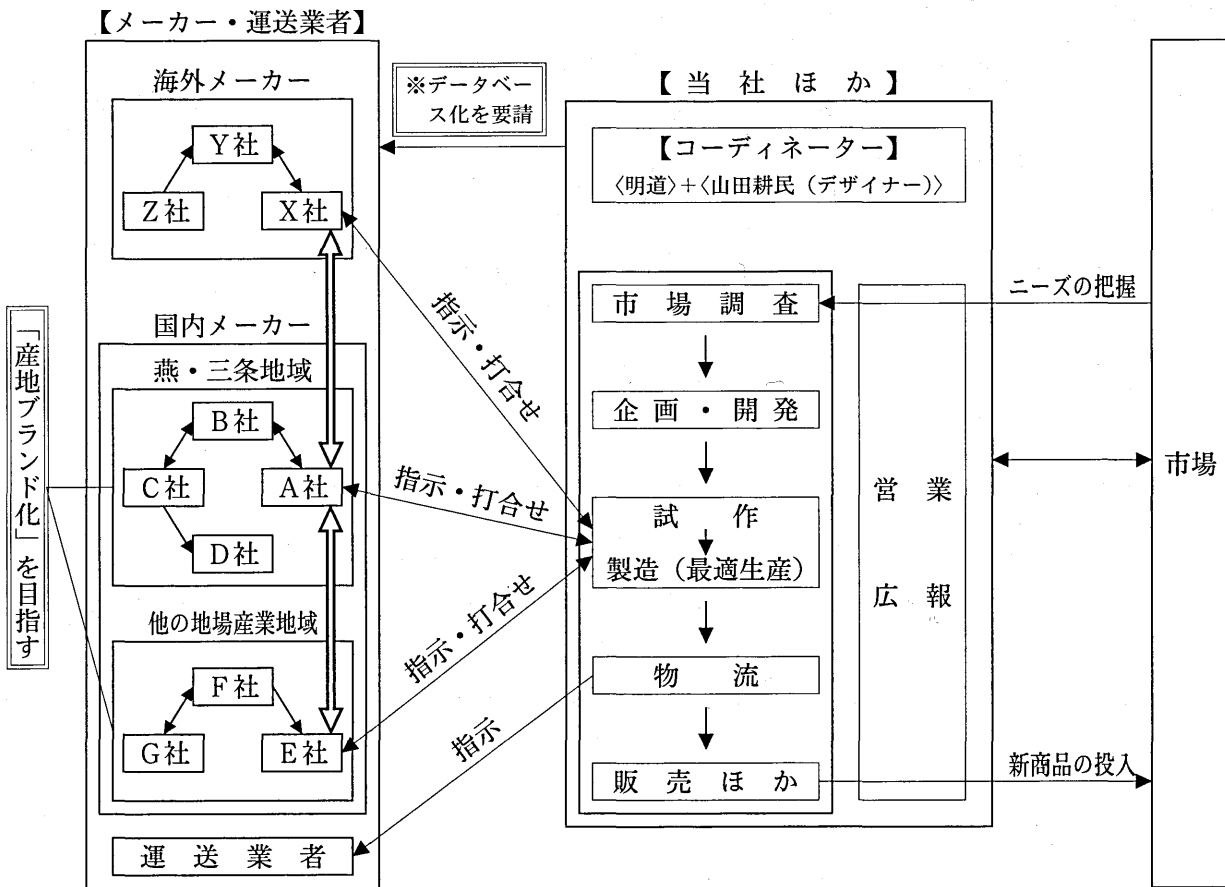 【メーカー・運送業者】
海外メーカー
Y社
Z社
X社
国内メーカー
燕・三条地域
B社
C社
A社
D社
他の地場産業地域
F社
G社
E社
運送業者
「産地ブランド化」を目指す
※データベー
ス化を要請
指示・打合せ
指示・打合せ
指示・打合せ
指示
【当社ほか】
【コーディネーター】
〈明道〉+〈山田耕民(デザイナー)〉
市場調査
企画・開発
試作
製造(最適生産)
物流
販売ほか
営業
広報
ニーズの把握
新商品の投入
市場